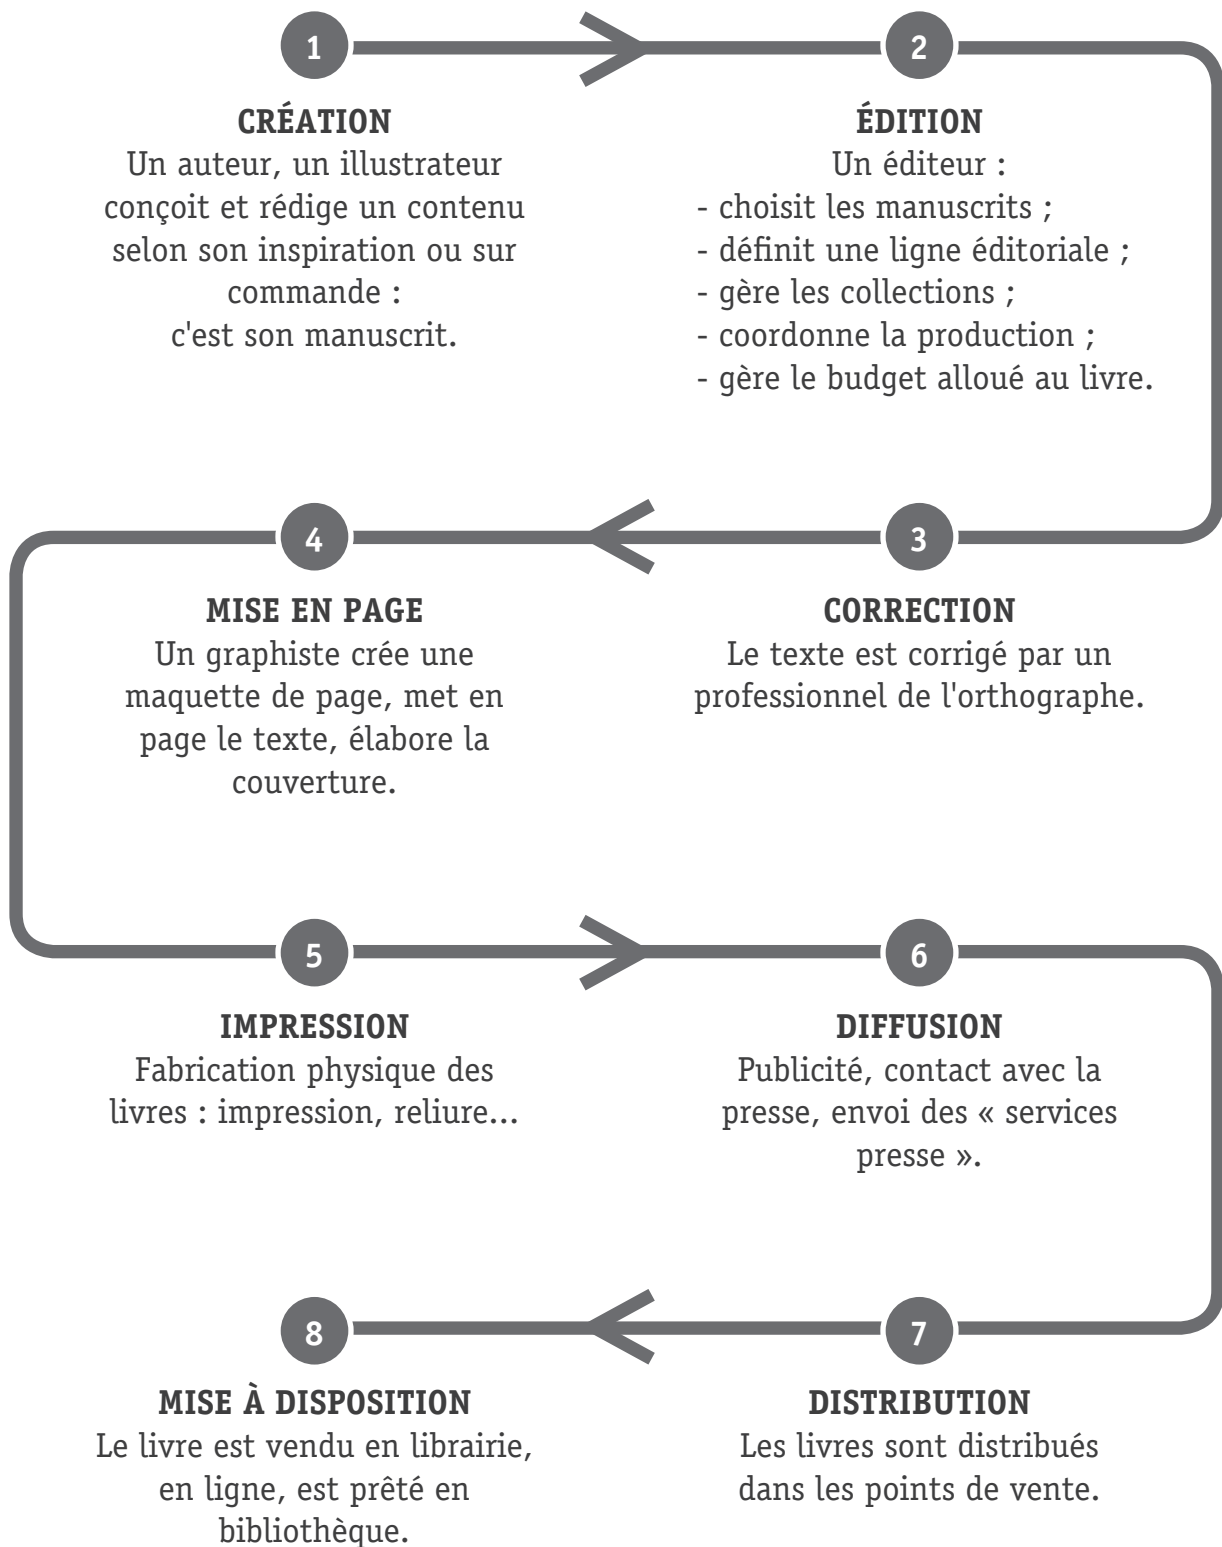 1
CRÉATION
Un auteur, un illustrateur
conçoit et rédige un contenu
selon son inspiration ou sur
commande :
c'est son manuscrit.
2
ÉDITION
Un éditeur :
- choisit les manuscrits ;
- définit une ligne éditoriale ;
- gère les collections ;
- coordonne la production ;
- gère le budget alloué au livre.
3
CORRECTION
Le texte est corrigé par un
professionnel de l'orthographe.
4
MISE EN PAGE
Un graphiste crée une
maquette de page, met en
page le texte, élabore la
couverture.
5
IMPRESSION
Fabrication physique des
livres : impression, reliure...
6
DIFFUSION
Publicité, contact avec la
presse, envoi des « services
presse ».
7
DISTRIBUTION
Les livres sont distribués
dans les points de vente.
8
MISE À DISPOSITION
Le livre est vendu en librairie,
en ligne, est prêté en
bibliothèque.